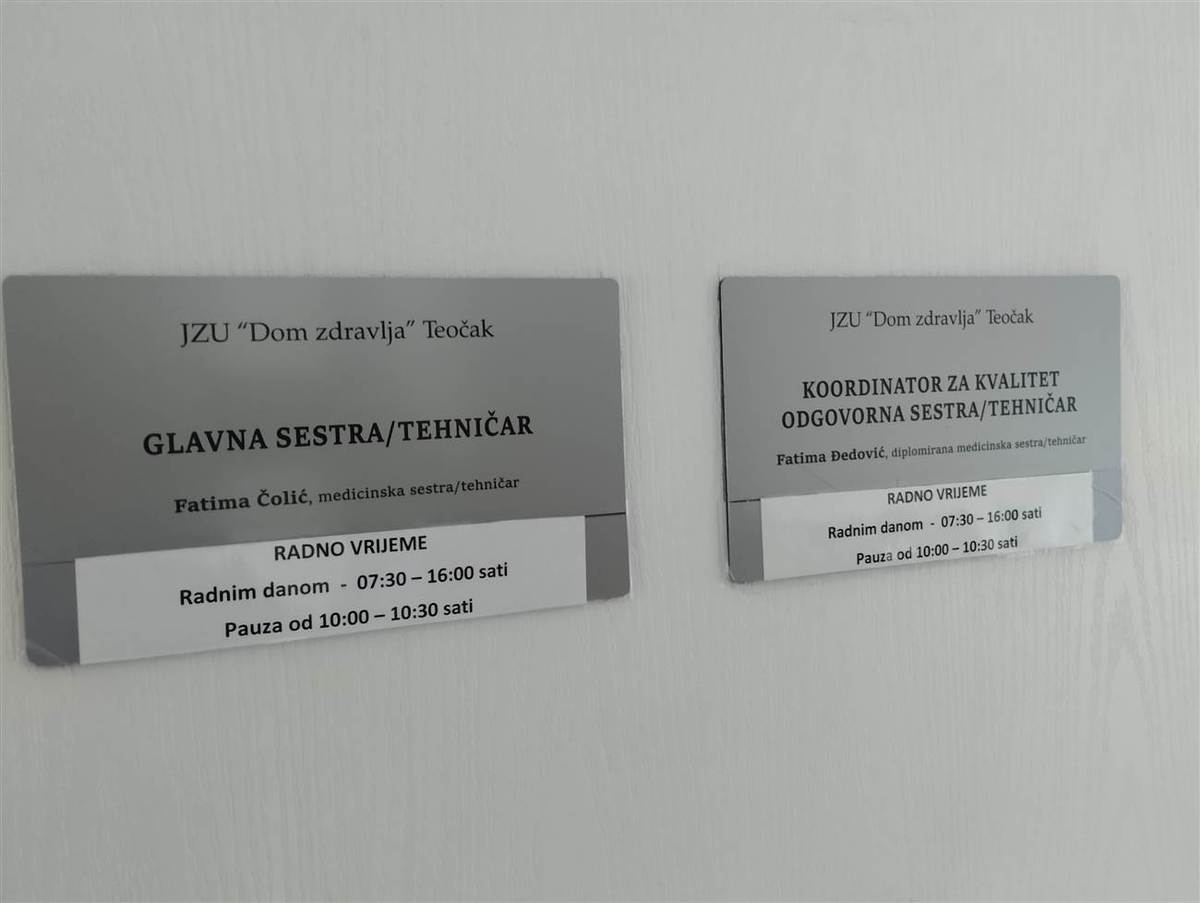 JZU “Dom zdravlja” Teočak
GLAVNA SESTRA/TEHNIČAR
Fatima Čolić, medicinska sestra/tehničar
RADNO VRIJEME
Radnim danom - 07:30 – 16:00 sati
Pauza od 10:00 – 10:30 sati
JZU “Dom zdravlja” Teočak
KOORDINATOR ZA KVALITET
ODGOVORNA SESTRA/TEHNIČAR
Fatima Đedović, diplomirana medicinska sestra/tehničar
RADNO VRIJEME
Radnim danom - 07:30 – 16:00 sati
Pauza od 10:00 – 10:30 sati